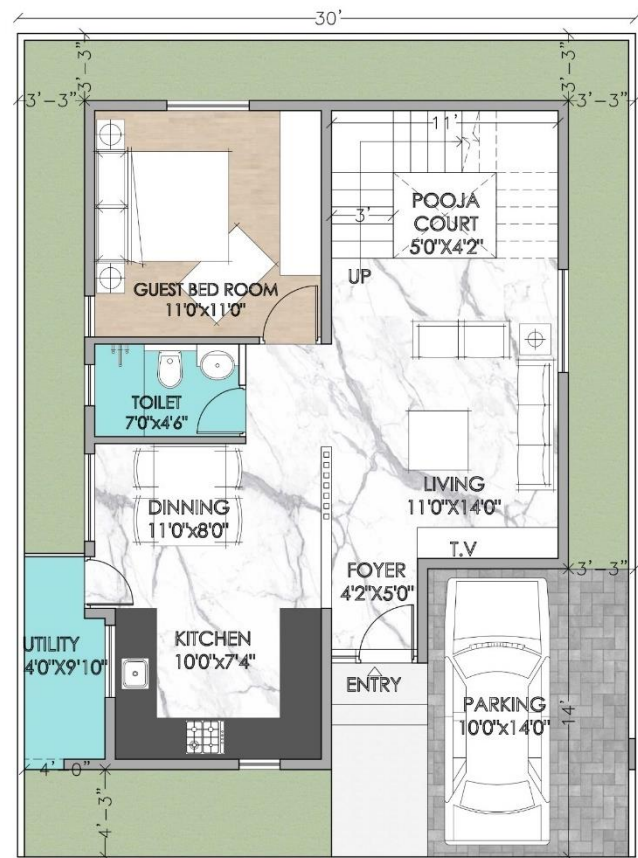 30'
3'-3"
3'-3"
3'-3"
3'-3"
11'
POOJA
COURT
5'0"X4'2"
3'
UP
GUEST BED ROOM
11'0"x11'0"
TOILET
7'0"x4'6"
DINNING
11'0"x8'0"
LIVING
11'0"X14'0"
T.V
3'-3"
FOYER
4'2"X5'0"
UTILITY
4'0"X9'10"
KITCHEN
10'0"x7'4"
ENTRY
PARKING
10'0"x14'0"
14'
4'-0"
4'-3"